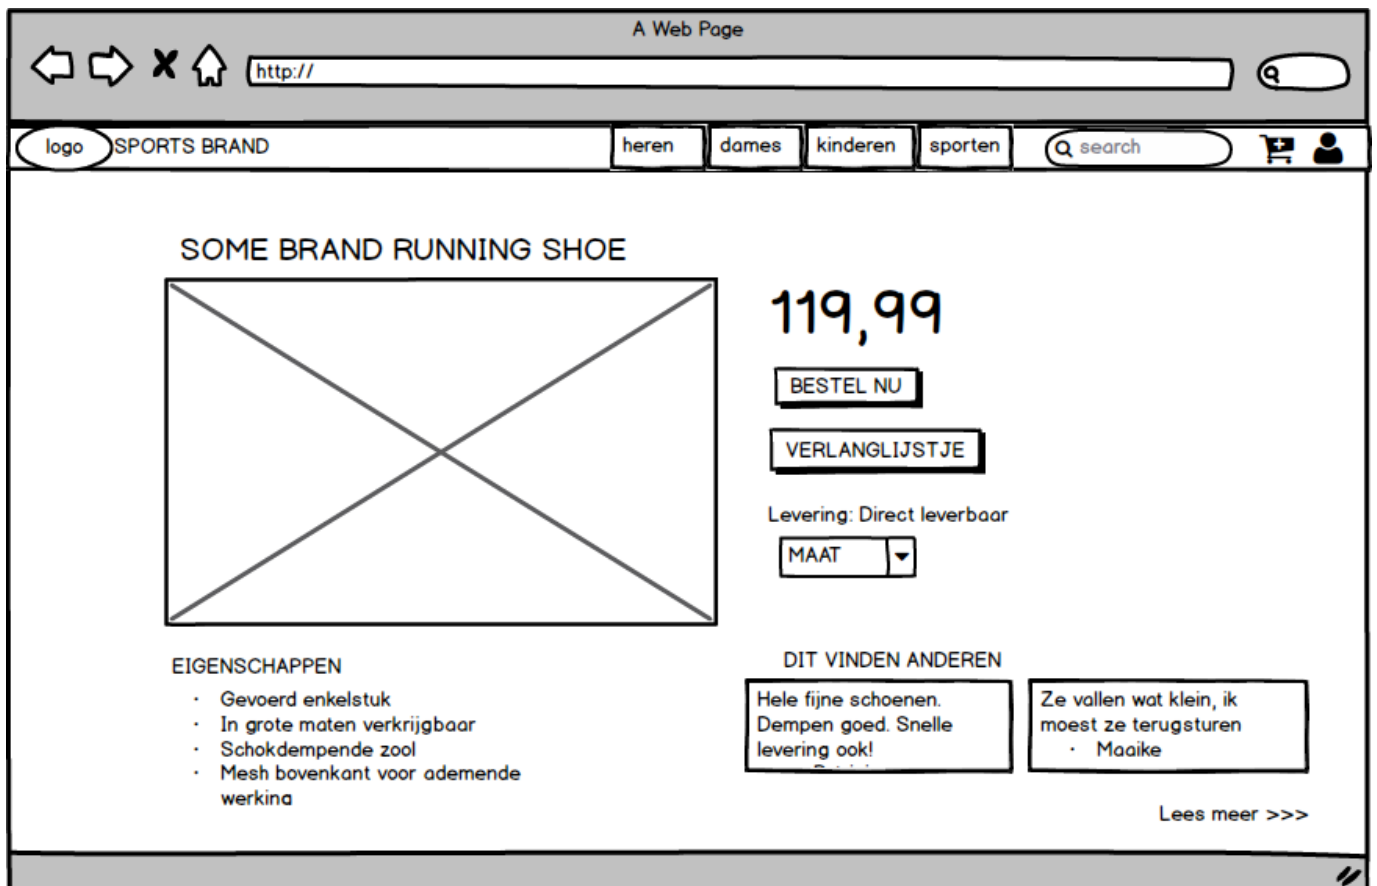 A Web Page
http://
logo SPORTS BRAND heren dames kinderen sporten search
SOME BRAND RUNNING SHOE
119,99
BESTEL NU
VERLANGLIJSTJE
Levering: Direct leverbaar
MAAT
EIGENSCHAPPEN
· Gevoerd enkelstuk
· In grote maten verkrijgbaar
· Schokdempende zool
· Mesh bovenkant voor ademende
werking
DIT VINDEN ANDEREN
Hele fijne schoenen.
Dempen goed. Snelle
levering ook!
Ze vallen wat klein, ik
moest ze terugsturen
· Maaike
Lees meer >>>